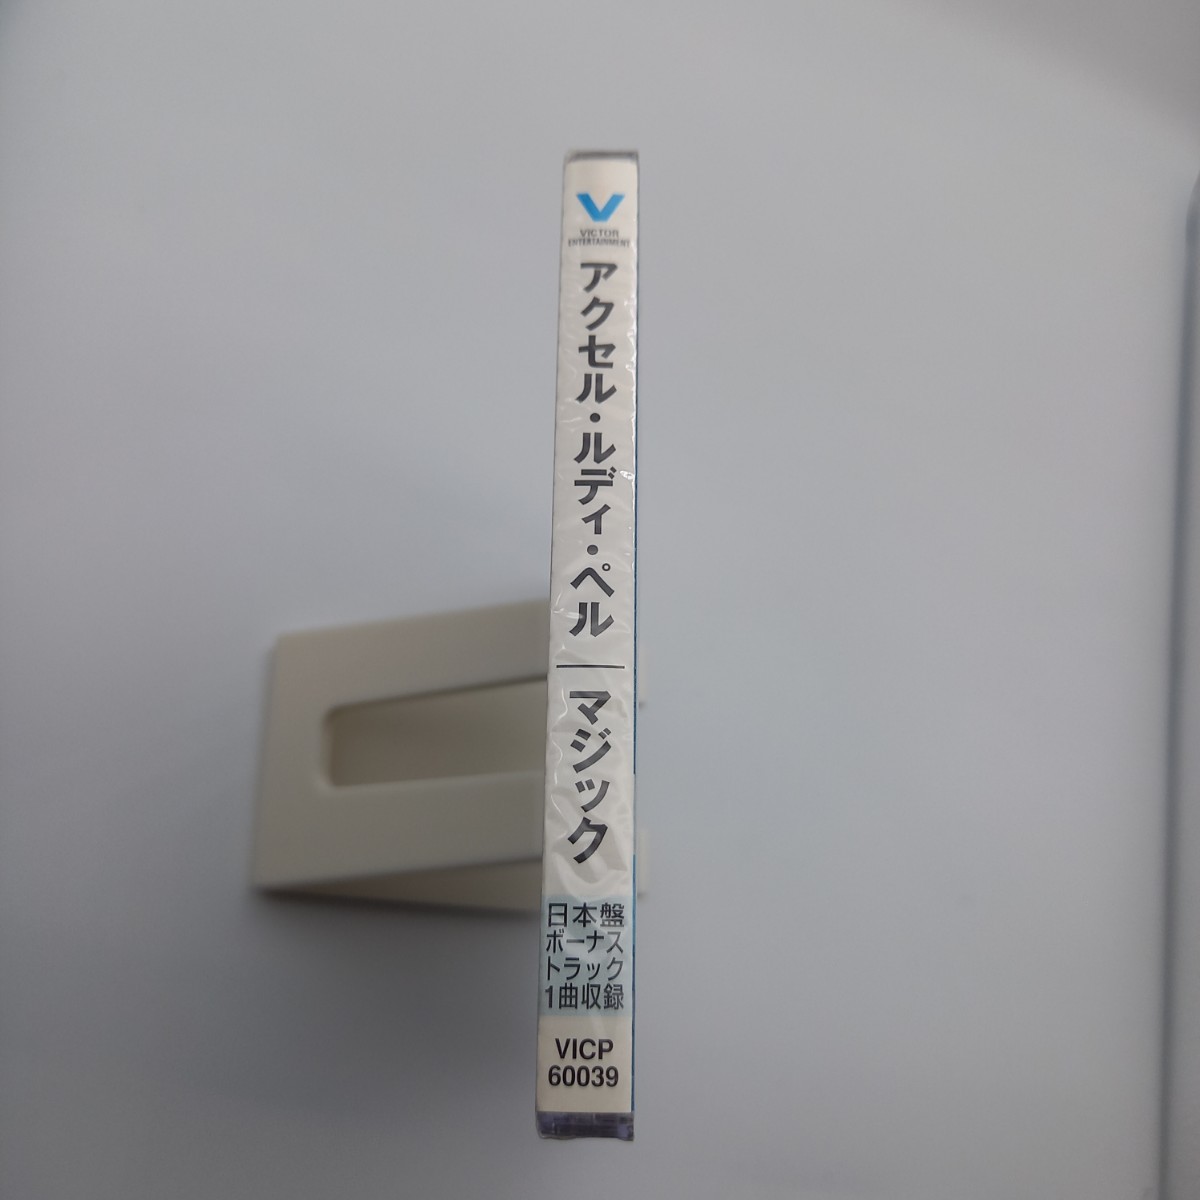 VICTOR
ENTERTAINMENT
アクセル・ルディ・ペル
マジック
日本盤
ボーナス
トラック
1曲収録
VICP
60039